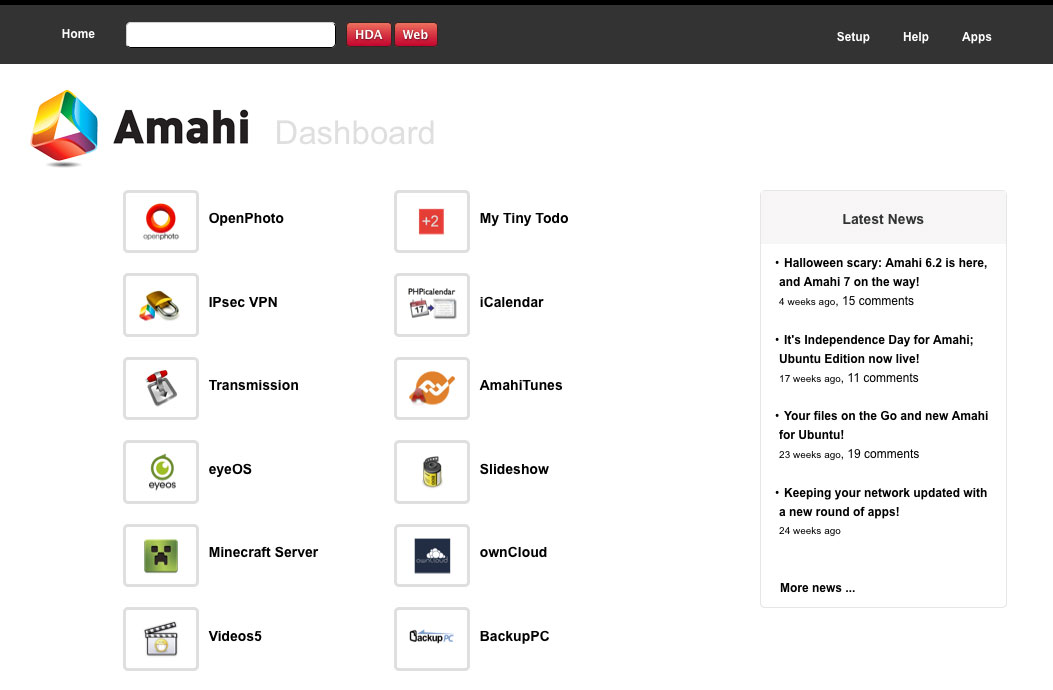 Home
HDA
Web
Setup
Help
Apps
Amahi Dashboard
openphoto
OpenPhoto
+2
My Tiny Todo
IPsec VPN
PHPicalendar
17
iCalendar
Transmission
AmahiTunes
eyeos
eyeOS
Slideshow
Minecraft Server
ownCloud
ownCloud
Videos5
BackupPC
BackupPC
Latest News
• Halloween scary: Amahi 6.2 is here,
and Amahi 7 on the way!
4 weeks ago, 15 comments
• It's Independence Day for Amahi;
Ubuntu Edition now live!
17 weeks ago, 11 comments
• Your files on the Go and new Amahi
for Ubuntu!
23 weeks ago, 19 comments
• Keeping your network updated with
a new round of apps!
24 weeks ago
More news ...